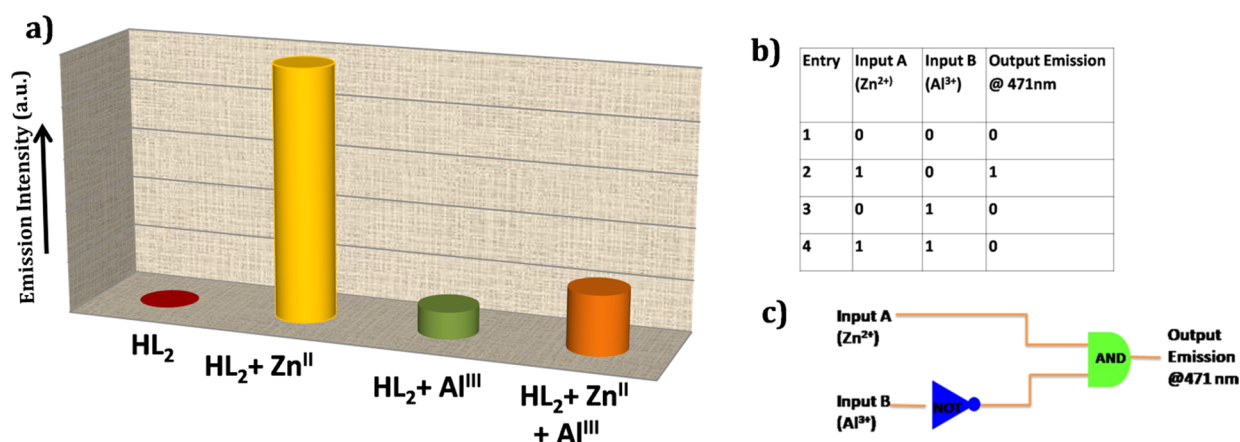 a)
Emission Intensity (a.u.)
HL₂
HL₂+ Znᴵᴵ
HL₂+ Alᴵᴵᴵ
HL₂+ Znᴵᴵ
+ Alᴵᴵᴵ
b)
Entry Input A Input B Output Emission
(Zn²⁺) (Al³⁺) @ 471nm
1 0 0 0
2 1 0 1
3 0 1 0
4 1 1 0
c)
Input A
(Zn²⁺)
AND
Output
Emission
@471 nm
Input B
(Al³⁺)
NOT